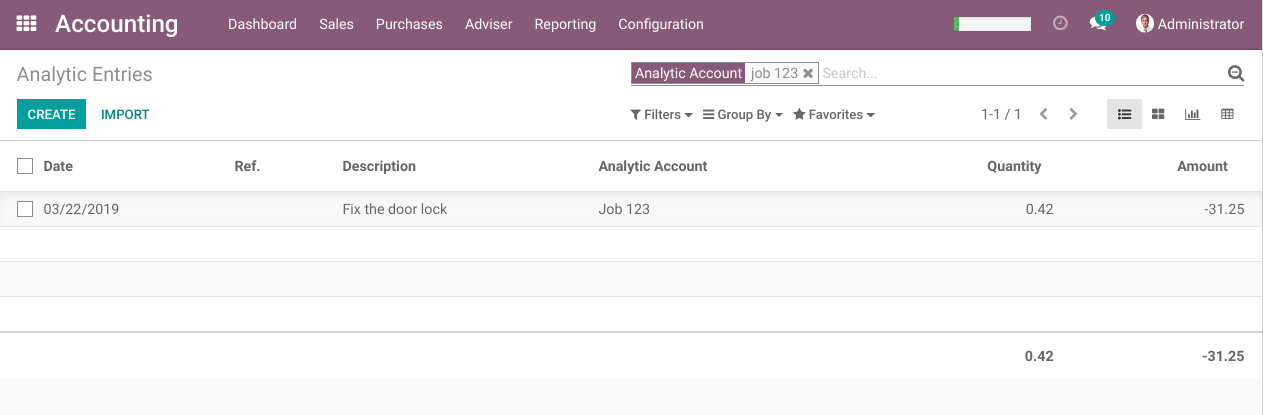 Accounting Dashboard Sales Purchases Adviser Reporting Configuration 10 Administrator
Analytic Entries Analytic Account job 123 Search...
CREATE IMPORT Filters Group By Favorites 1-1 / 1
Date Ref. Description Analytic Account Quantity Amount
03/22/2019 Fix the door lock Job 123 0.42 -31.25
0.42 -31.25